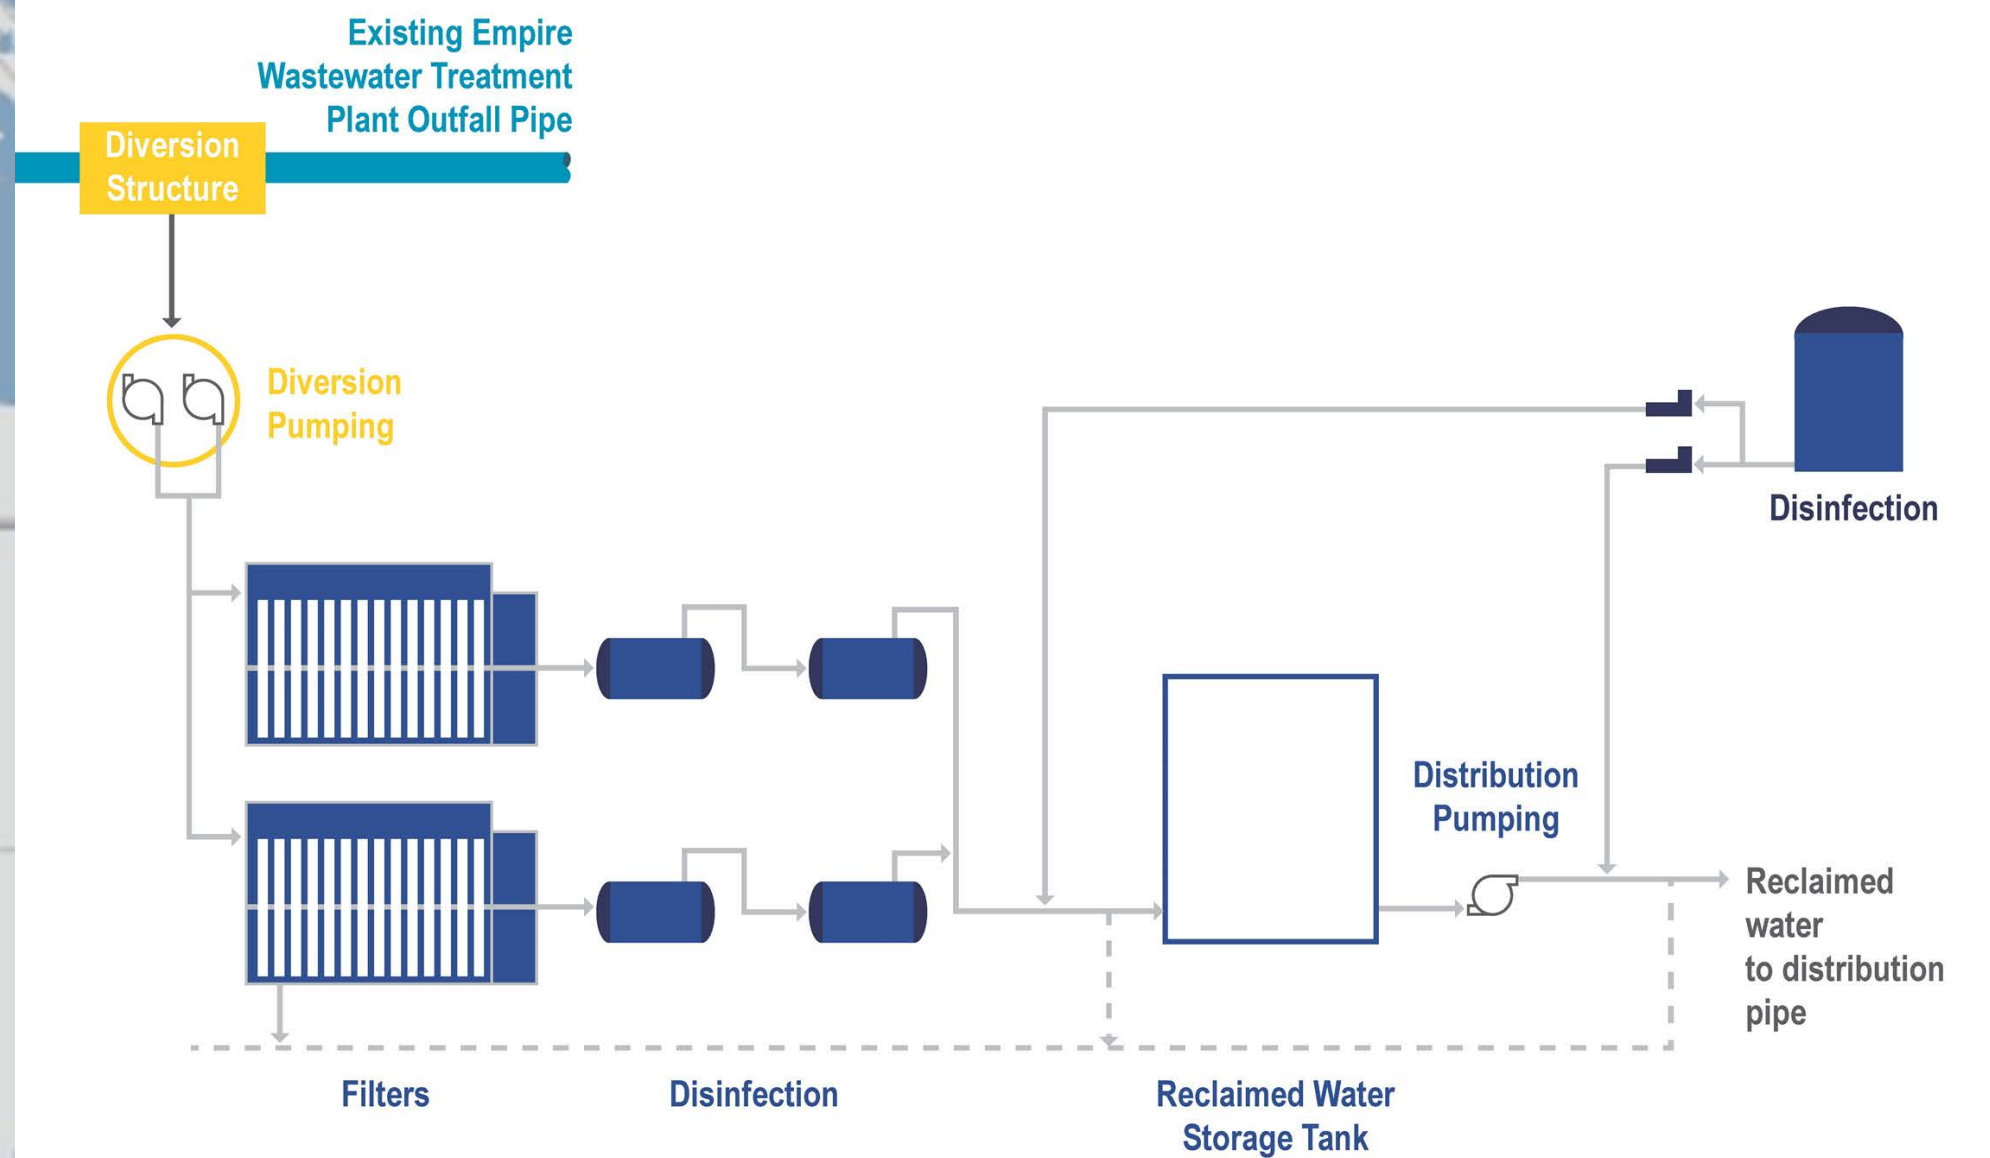 Existing Empire
Wastewater Treatment
Plant Outfall Pipe
Diversion
Structure
Diversion
Pumping
Disinfection
Distribution
Pumping
Reclaimed
water
to distribution
pipe
Filters
Disinfection
Reclaimed Water
Storage Tank